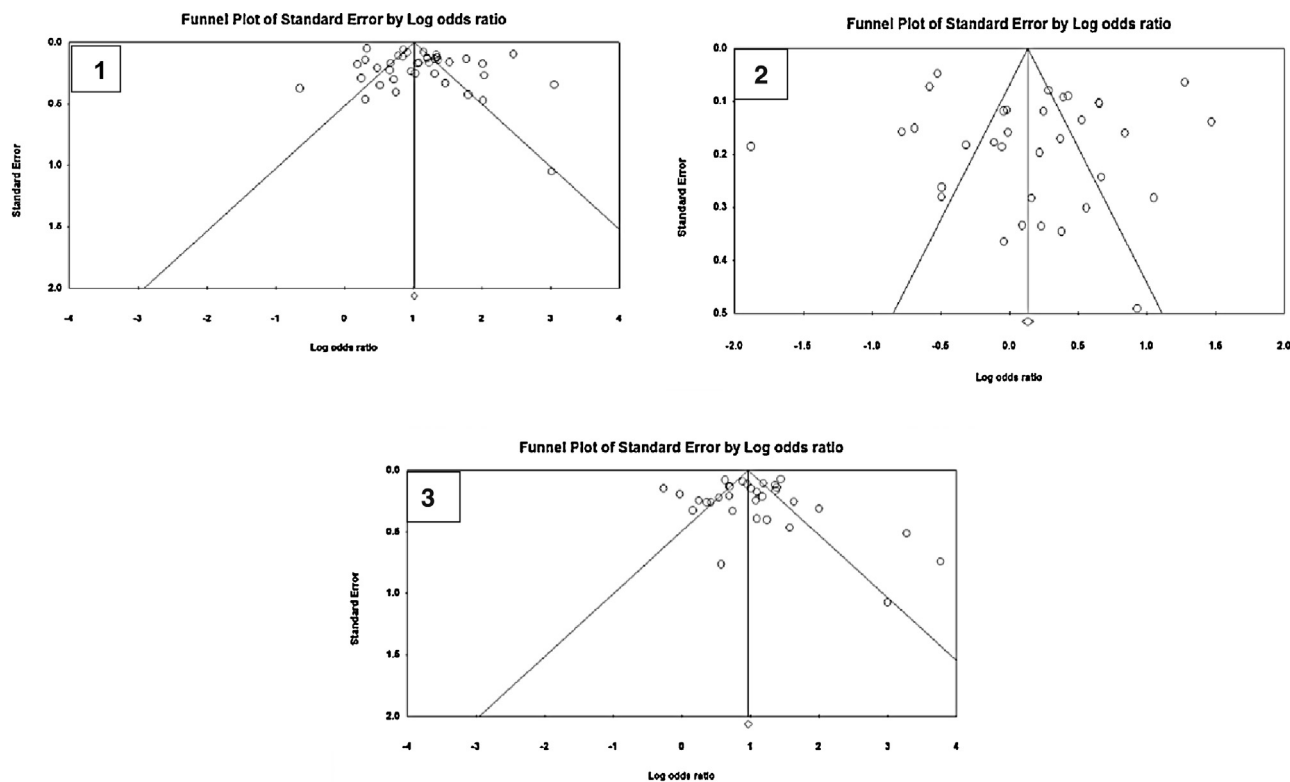 Funnel Plot of Standard Error by Log odds ratio
1
Standard Error
0.0
0.5
1.0
1.5
2.0
-4 -3 -2 -1 0 1 2 3 4
Log odds ratio
Funnel Plot of Standard Error by Log odds ratio
2
Standard Error
0.0
0.1
0.2
0.3
0.4
0.5
-2.0 -1.5 -1.0 -0.5 0.0 0.5 1.0 1.5 2.0
Log odds ratio
Funnel Plot of Standard Error by Log odds ratio
3
Standard Error
0.0
0.5
1.0
1.5
2.0
-4 -3 -2 -1 0 1 2 3 4
Log odds ratio